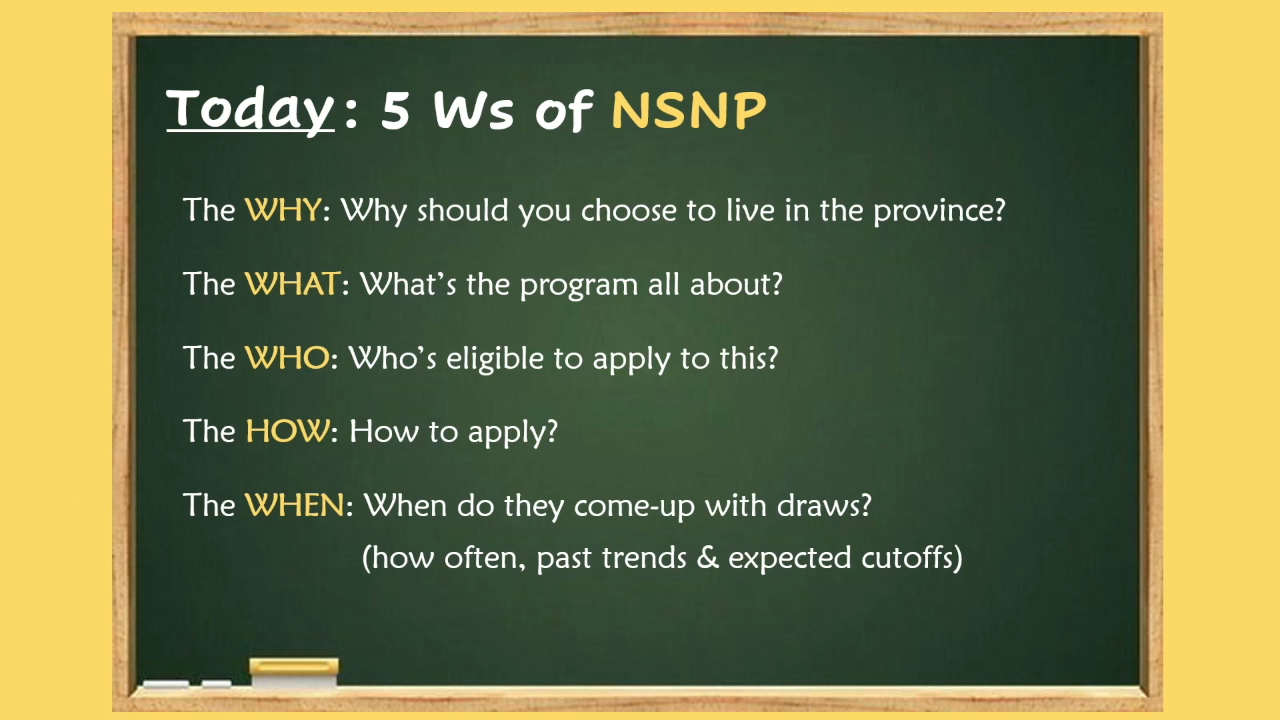 Today: 5 Ws of NSNP
The WHY: Why should you choose to live in the province?
The WHAT: What's the program all about?
The WHO: Who's eligible to apply to this?
The HOW: How to apply?
The WHEN: When do they come-up with draws?
(how often, past trends & expected cutoffs)